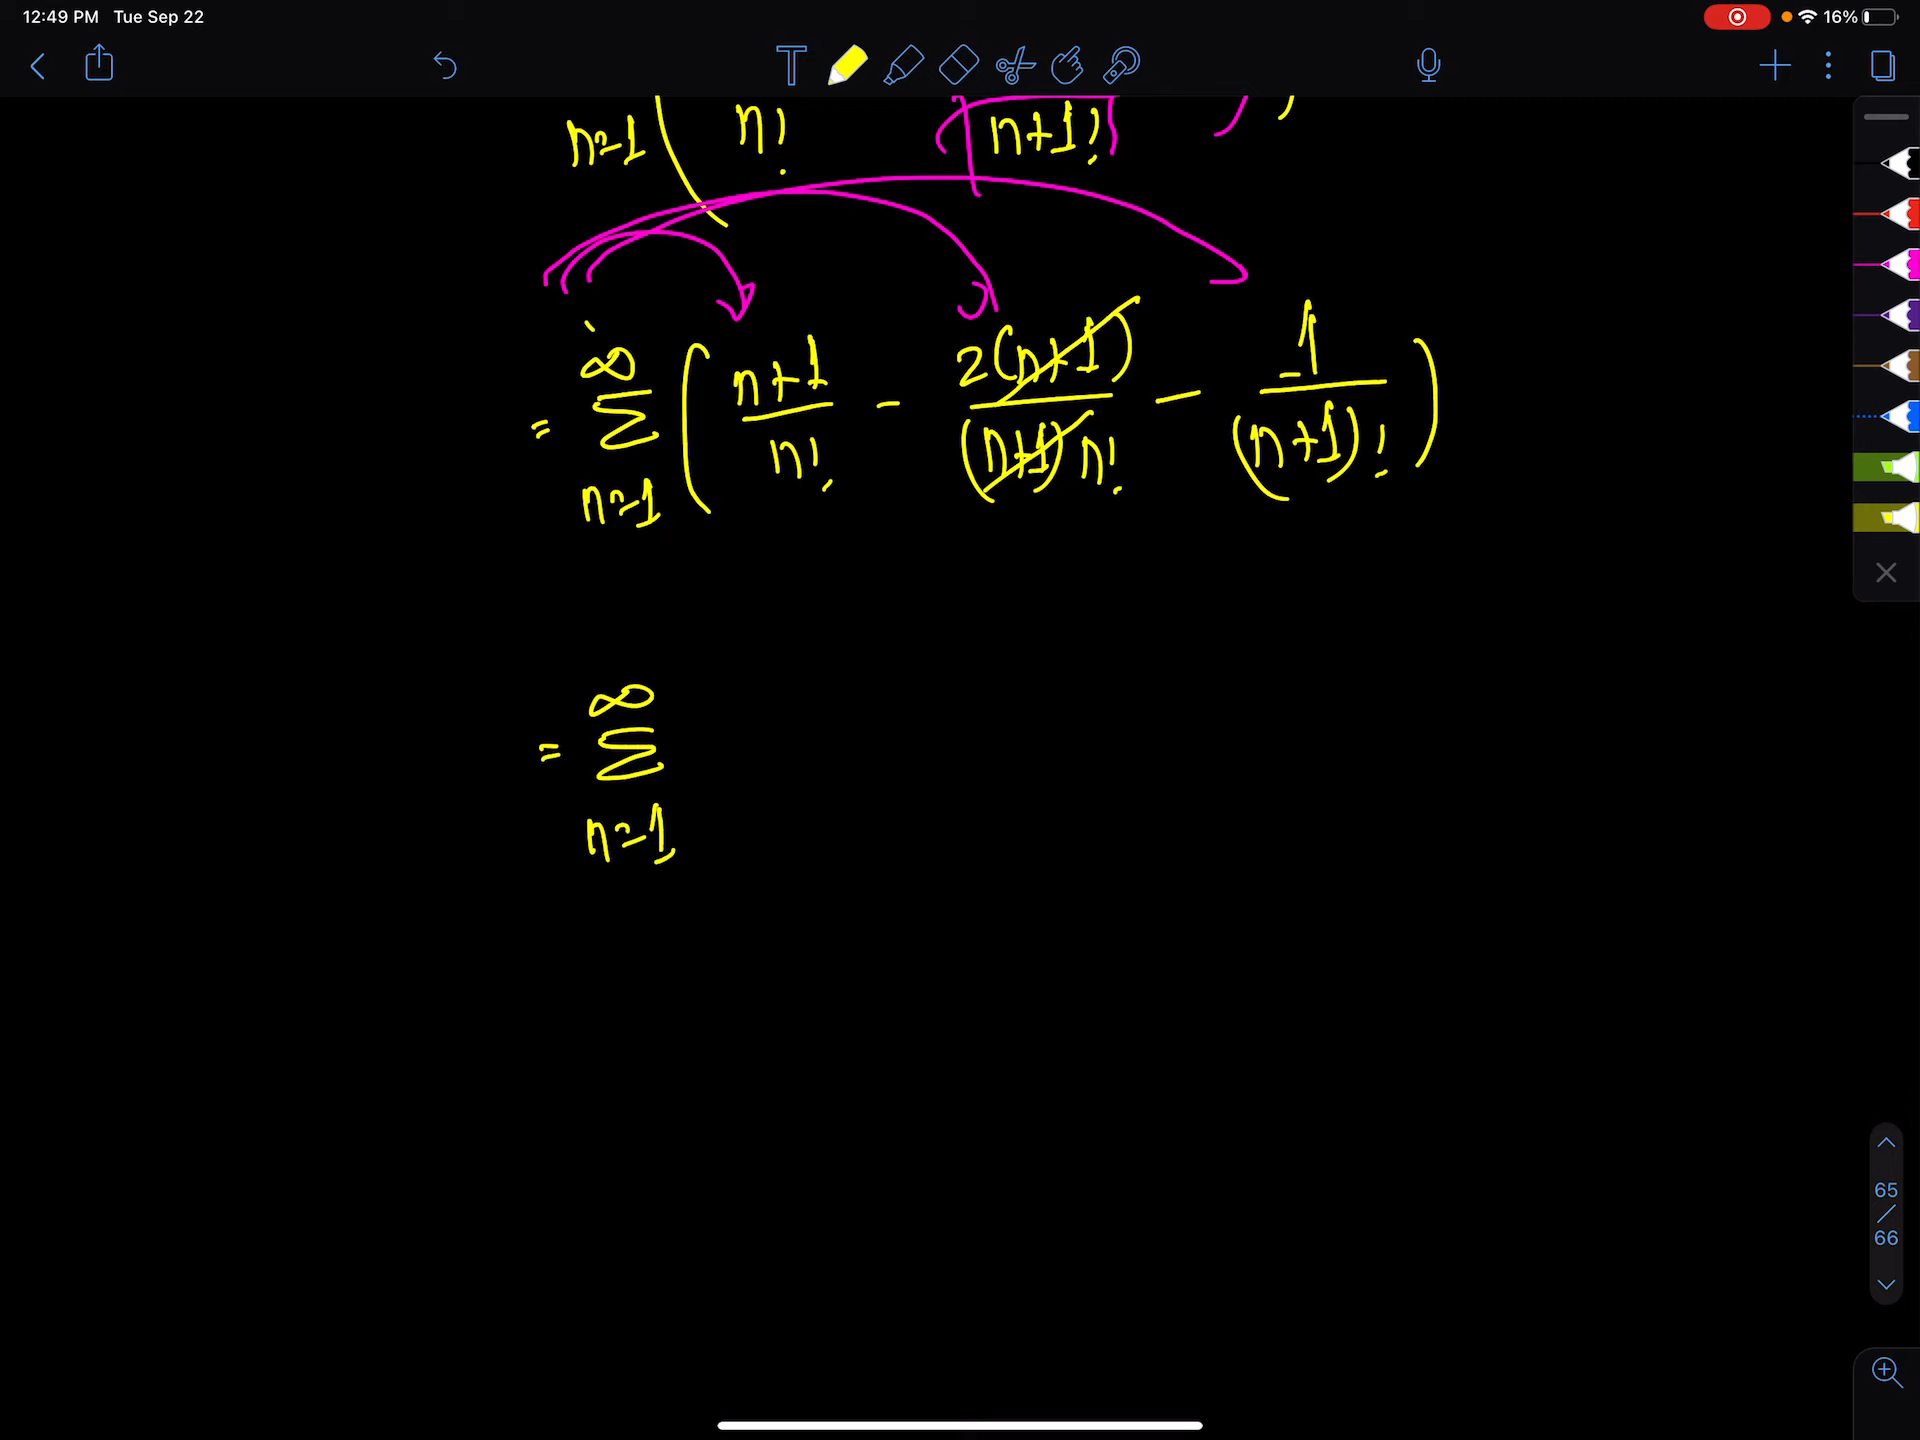 12:49 PM Tue Sep 22 16%
T
n=1 n! n+1!
∞ n+1 2(n+1) 1
= Σ ( ― - ― - ― )
n=1 n! (n+1) n! (n+1)!
∞
= Σ
n=1
65
/
66